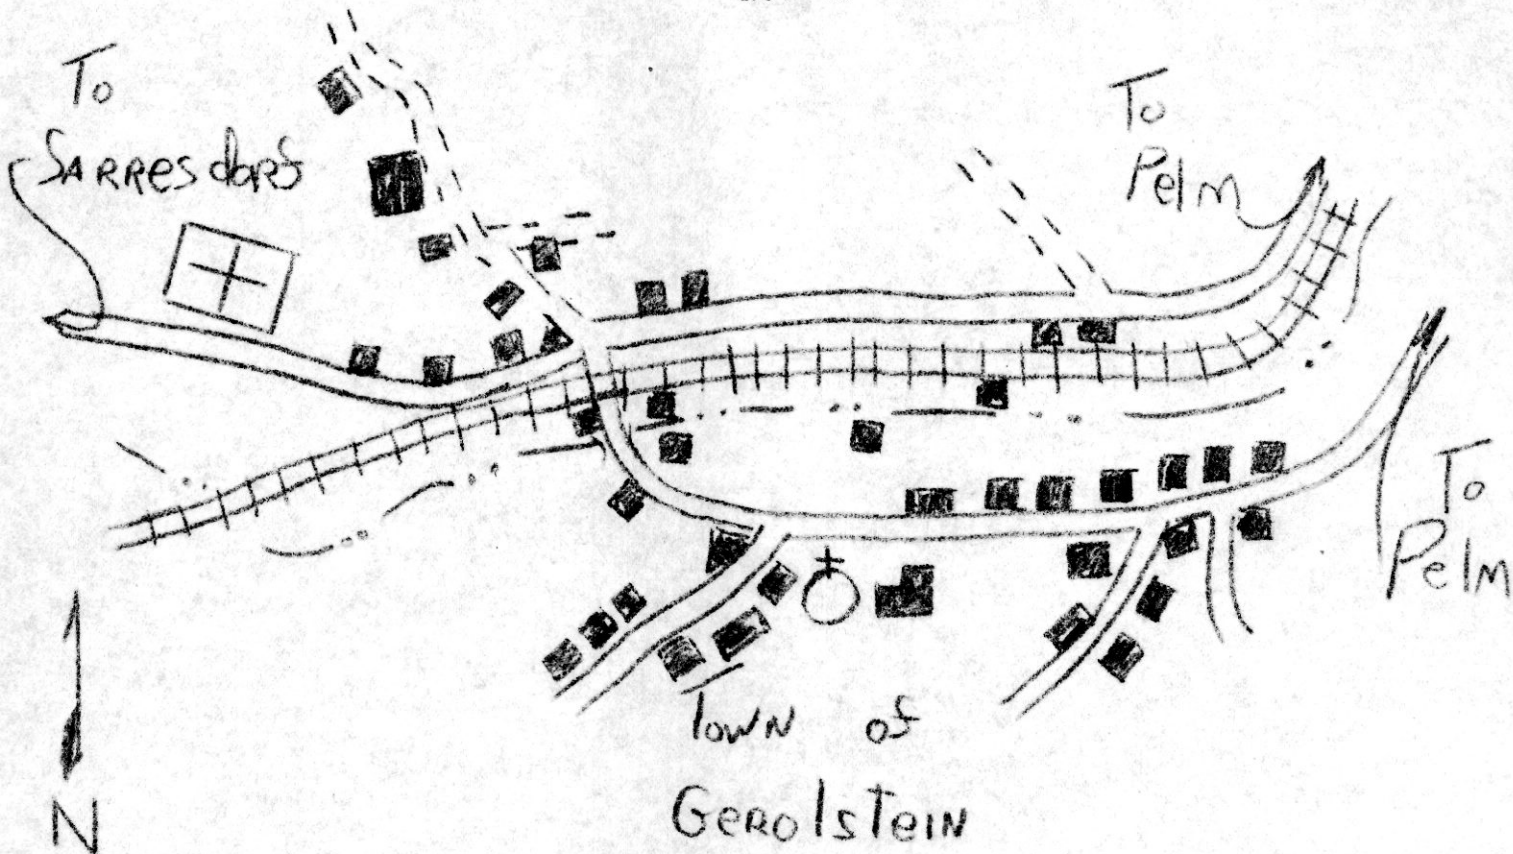 To
SARResdorf
To
Pelm
To
Pelm
N
Town of
Gerolstein